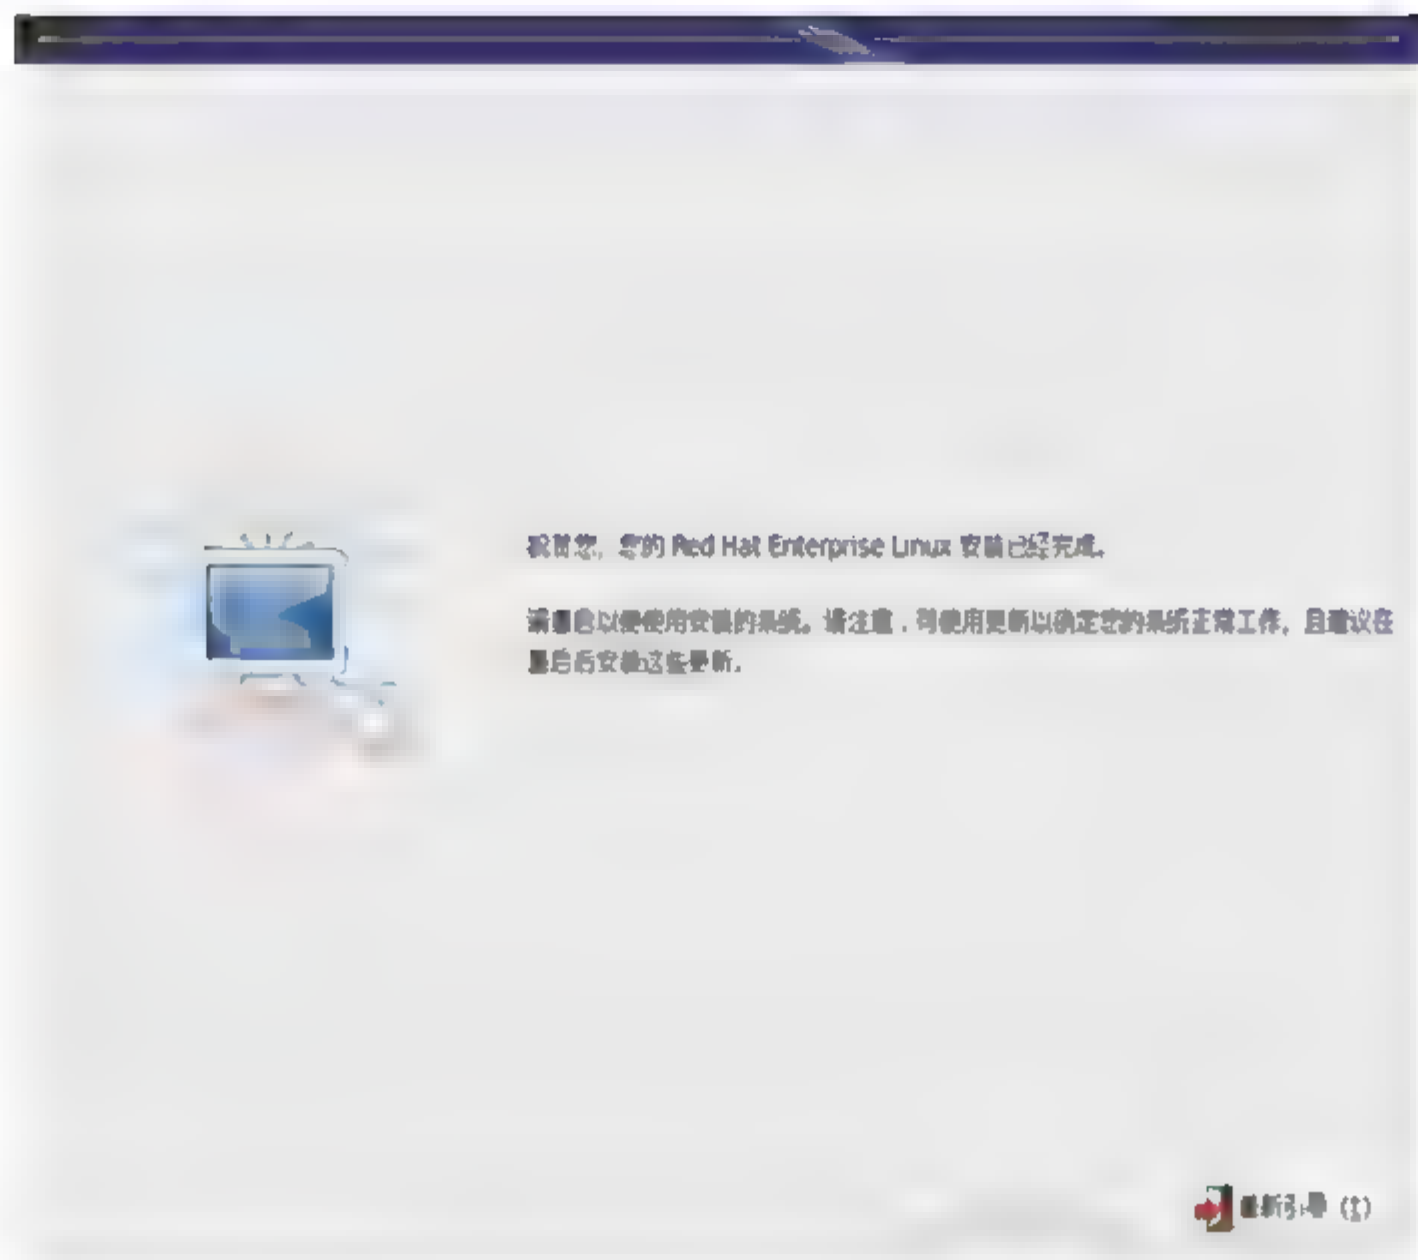 祝贺您，您的 Red Hat Enterprise Linux 安装已经完成。
请重启以便使用安装的系统。请注意，可使用更新以确定您的系统正常工作，且建议在
重启后安装这些更新。
重新引导 (t)